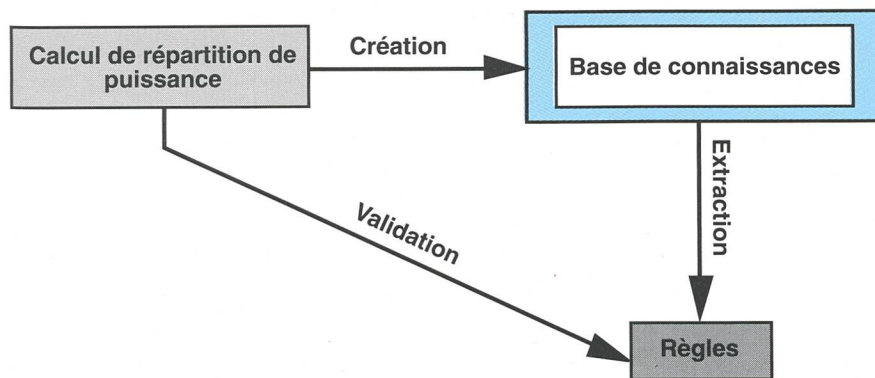 Calcul de répartition de
puissance
Création
Base de connaissances
Extraction
Validation
Règles